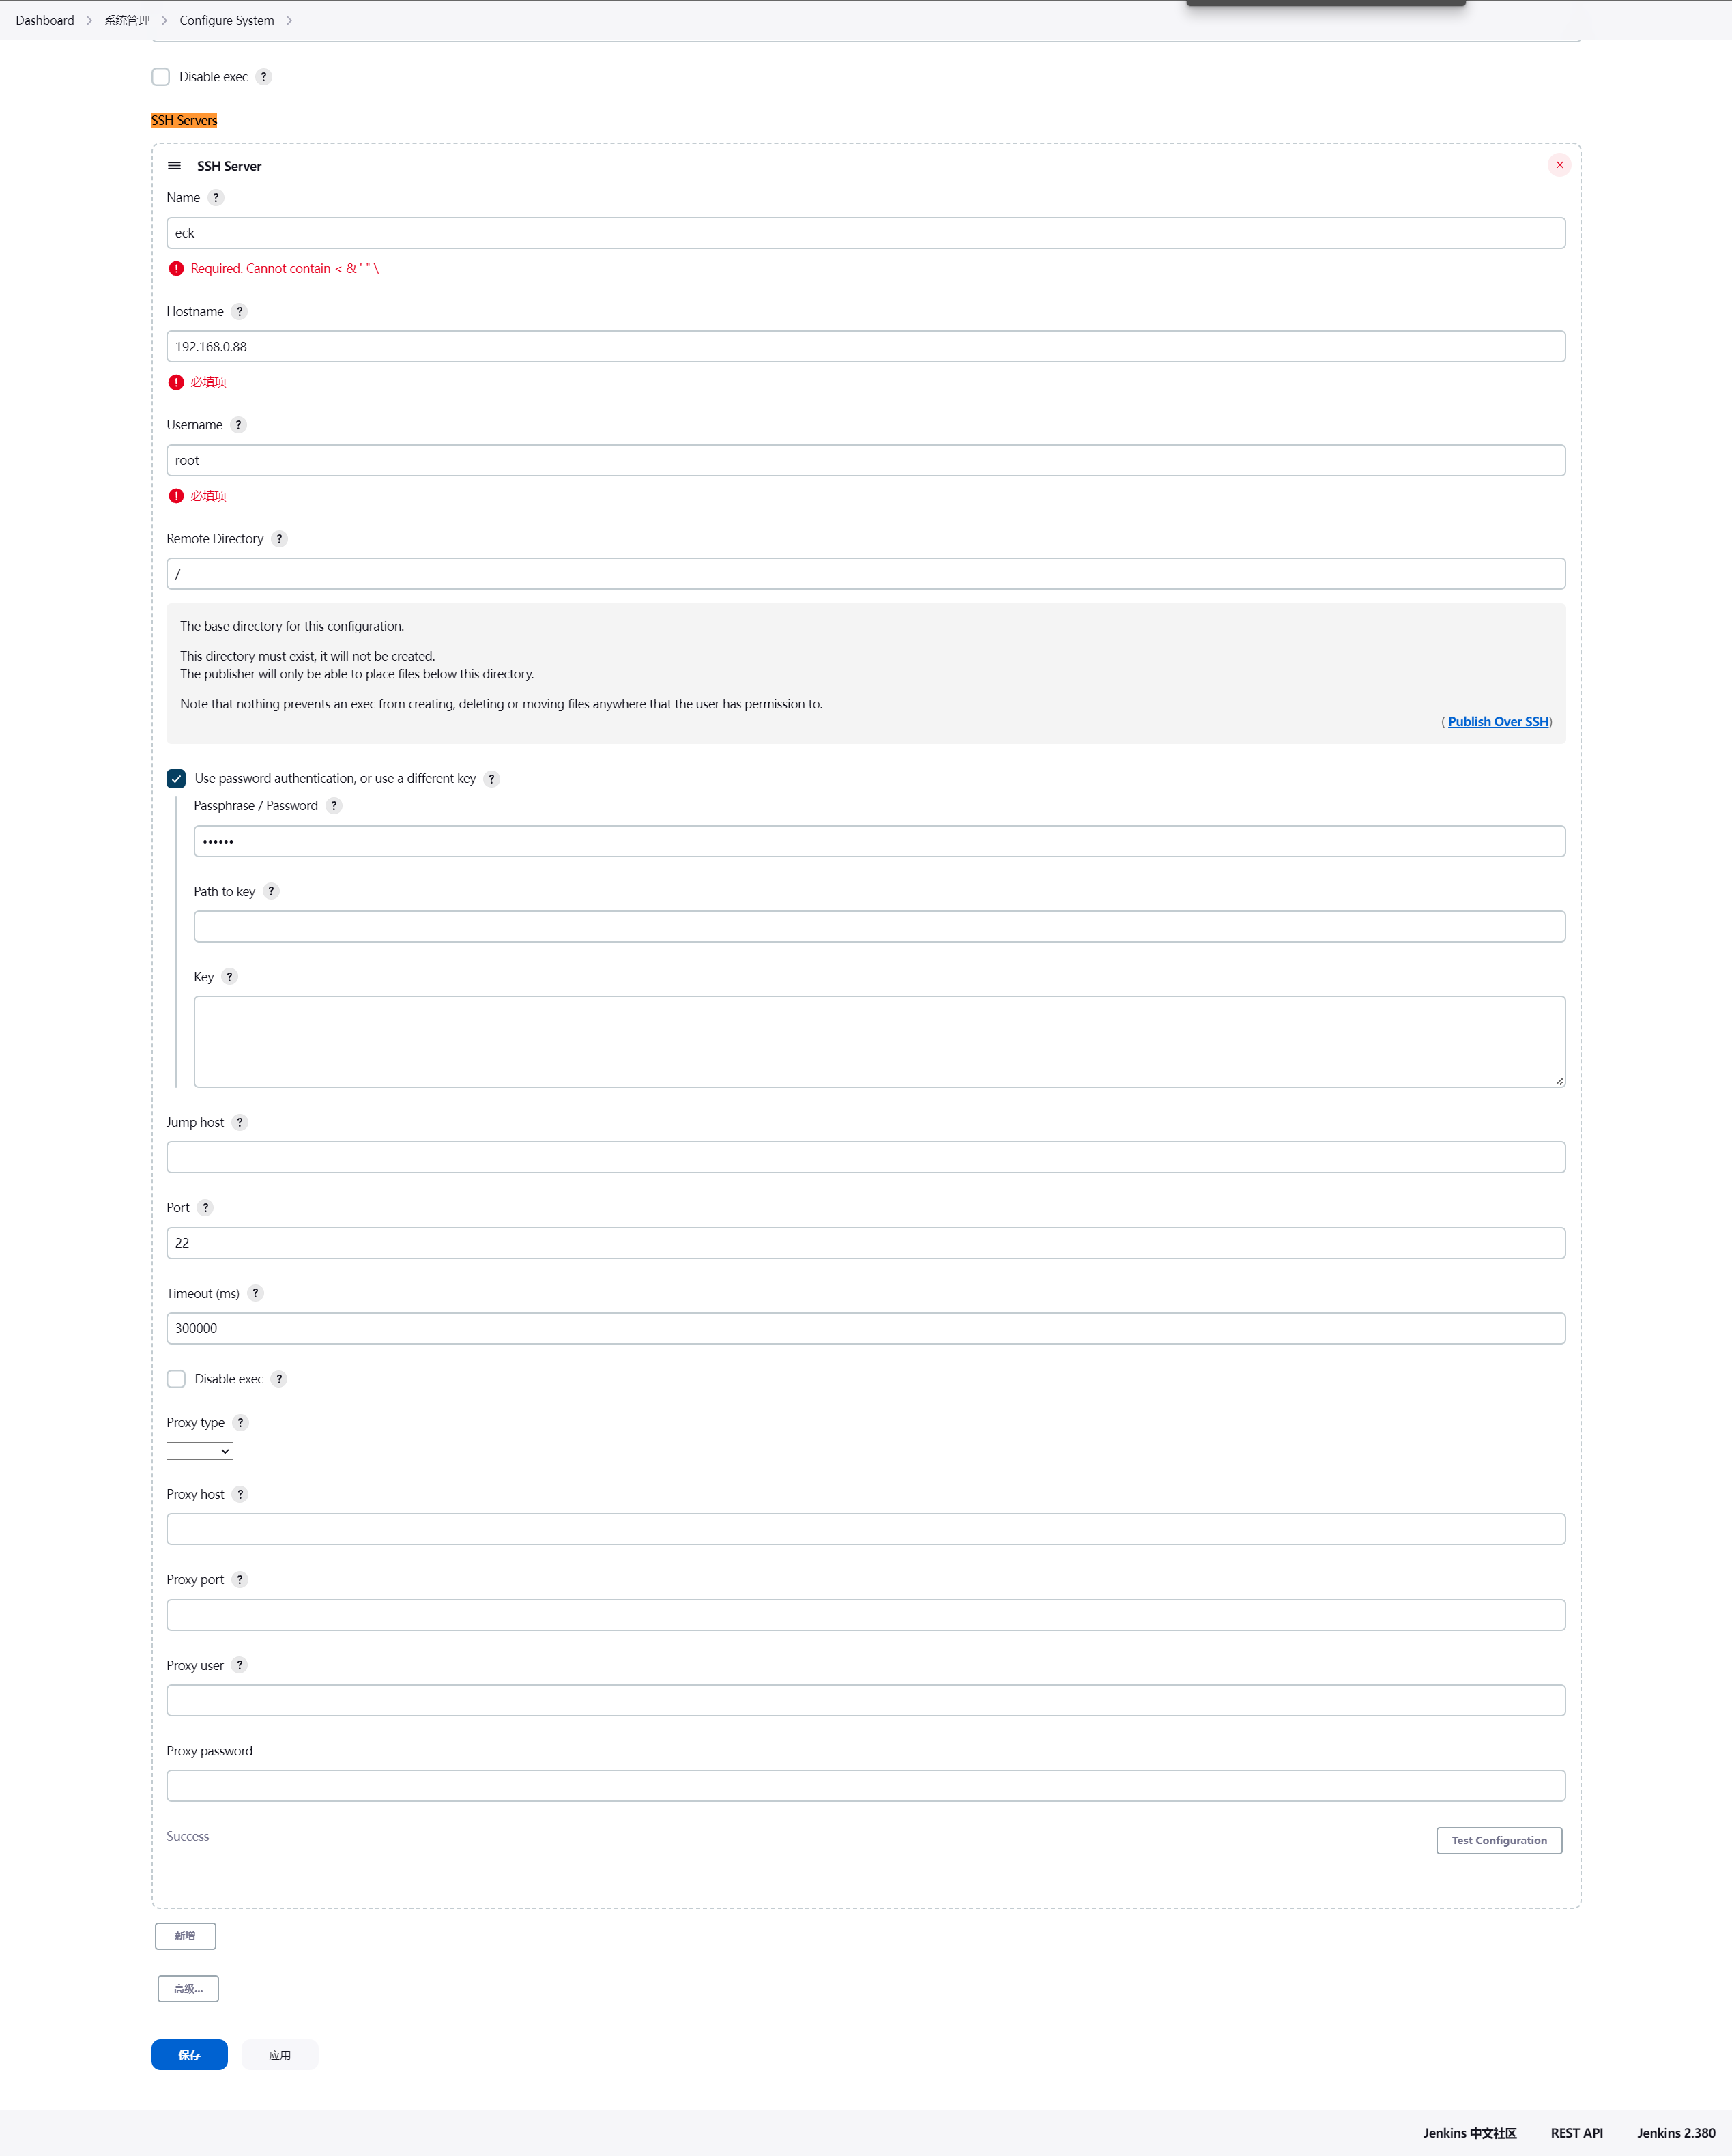 Dashboard
系统管理
Configure System
Disable exec ?
SSH Servers
SSH Server
Name ?
eck
Required. Cannot contain < & ' " \
Hostname ?
192.168.0.88
必填项
Username ?
root
必填项
Remote Directory ?
/
The base directory for this configuration.
This directory must exist, it will not be created.
The publisher will only be able to place files below this directory.
Note that nothing prevents an exec from creating, deleting or moving files anywhere that the user has permission to.
( Publish Over SSH)
Use password authentication, or use a different key ?
Passphrase / Password ?
••••••
Path to key ?
Key ?
Jump host ?
Port ?
22
Timeout (ms) ?
300000
Disable exec ?
Proxy type ?
Proxy host ?
Proxy port ?
Proxy user ?
Proxy password
Success
Test Configuration
新增
高级...
保存
应用
Jenkins 中文社区
REST API
Jenkins 2.380